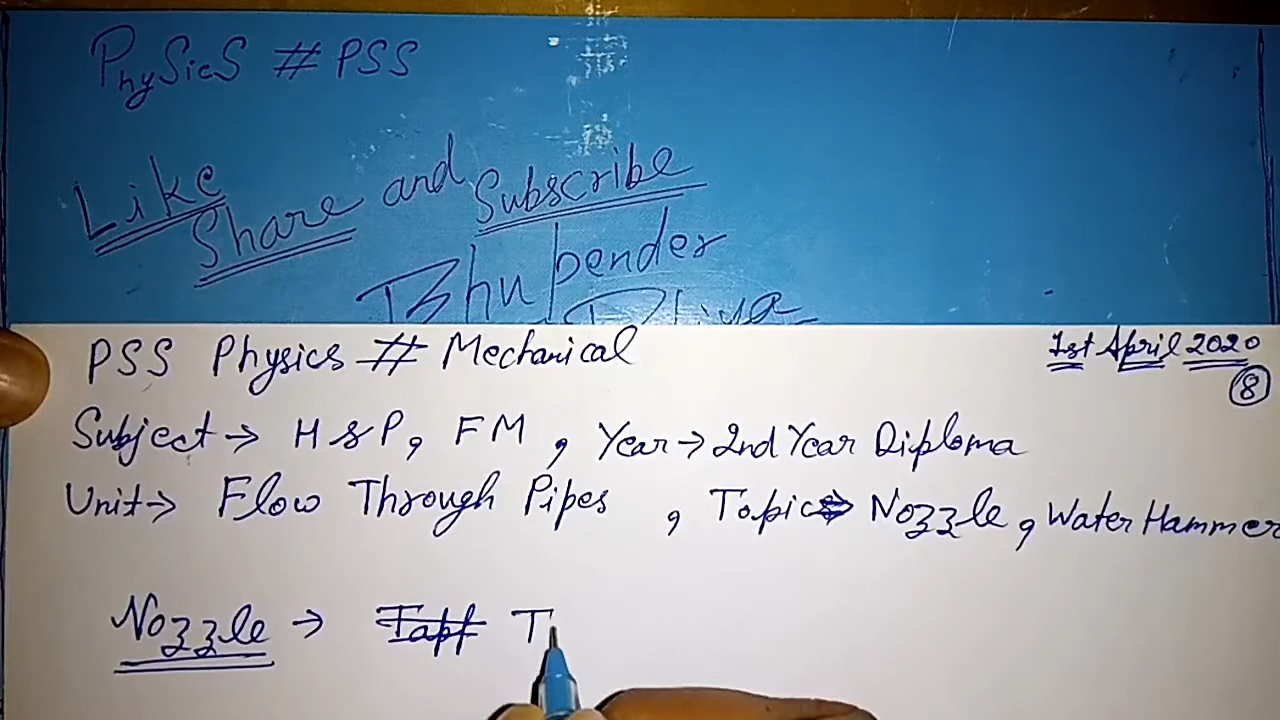 PhySicS # PSS
Like Share and Subscribe
Bhupender
PSS Physics # Mechanical
1st April 2020
8
Subject → H & P, FM, Year → 2nd Year Diploma
Unit → Flow Through Pipes, Topic → Nozzle, Water Hammer
Nozzle → T